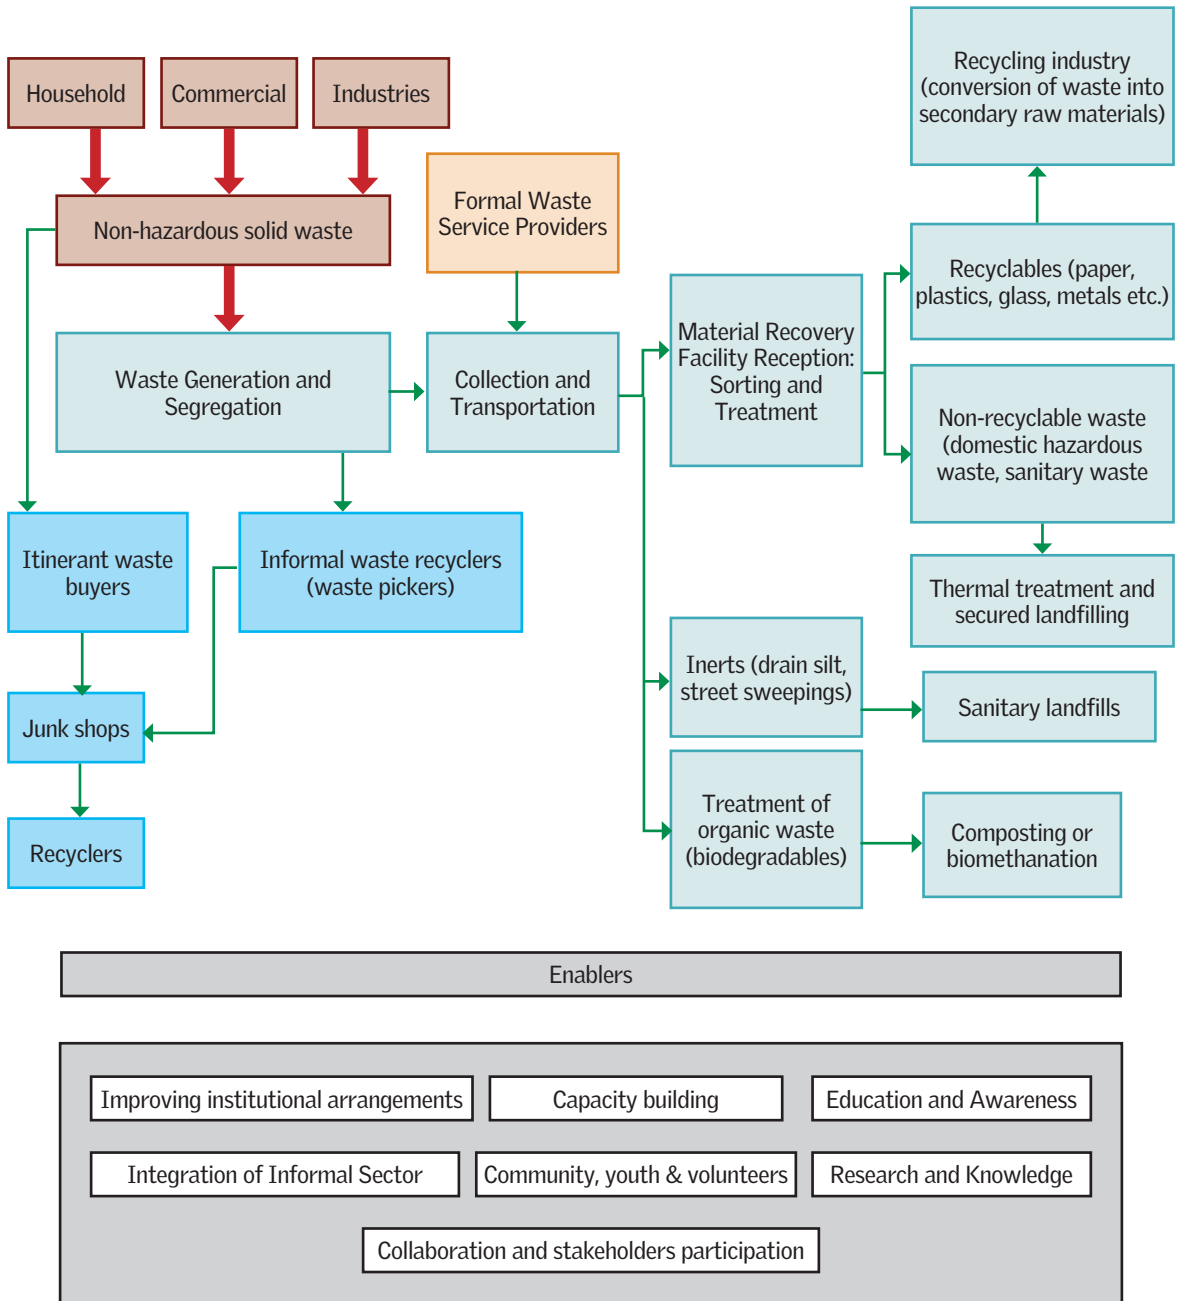 Household
Commercial
Industries
Non-hazardous solid waste
Formal Waste
Service Providers
Recycling industry
(conversion of waste into
secondary raw materials)
Waste Generation and
Segregation
Collection and
Transportation
Material Recovery
Facility Reception:
Sorting and
Treatment
Recyclables (paper,
plastics, glass, metals etc.)
Non-recyclable waste
(domestic hazardous
waste, sanitary waste
Thermal treatment and
secured landfilling
Itinerant waste
buyers
Informal waste recyclers
(waste pickers)
Junk shops
Recyclers
Inerts (drain silt,
street sweepings)
Sanitary landfills
Treatment of
organic waste
(biodegradables)
Composting or
biomethanation
Enablers
Improving institutional arrangements
Capacity building
Education and Awareness
Integration of Informal Sector
Community, youth & volunteers
Research and Knowledge
Collaboration and stakeholders participation